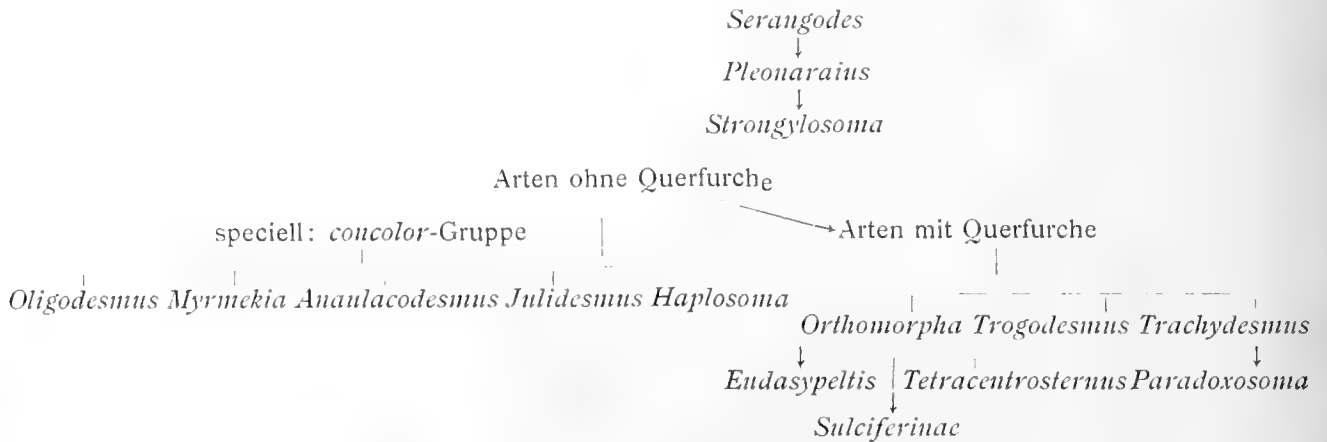 Serangodes
Pleonaraius
Strongylosoma
Arten ohne Querfurche
speciell: concolor-Gruppe
Arten mit Querfurche
Oligodesmus Myrmekia Anaulacodesmus Julidesmus Haplosoma
Orthomorpha Trogodesmus Trachydesmus
Eudasypeltis Tetracentrosternus Paradoxosoma
Sulciferinae